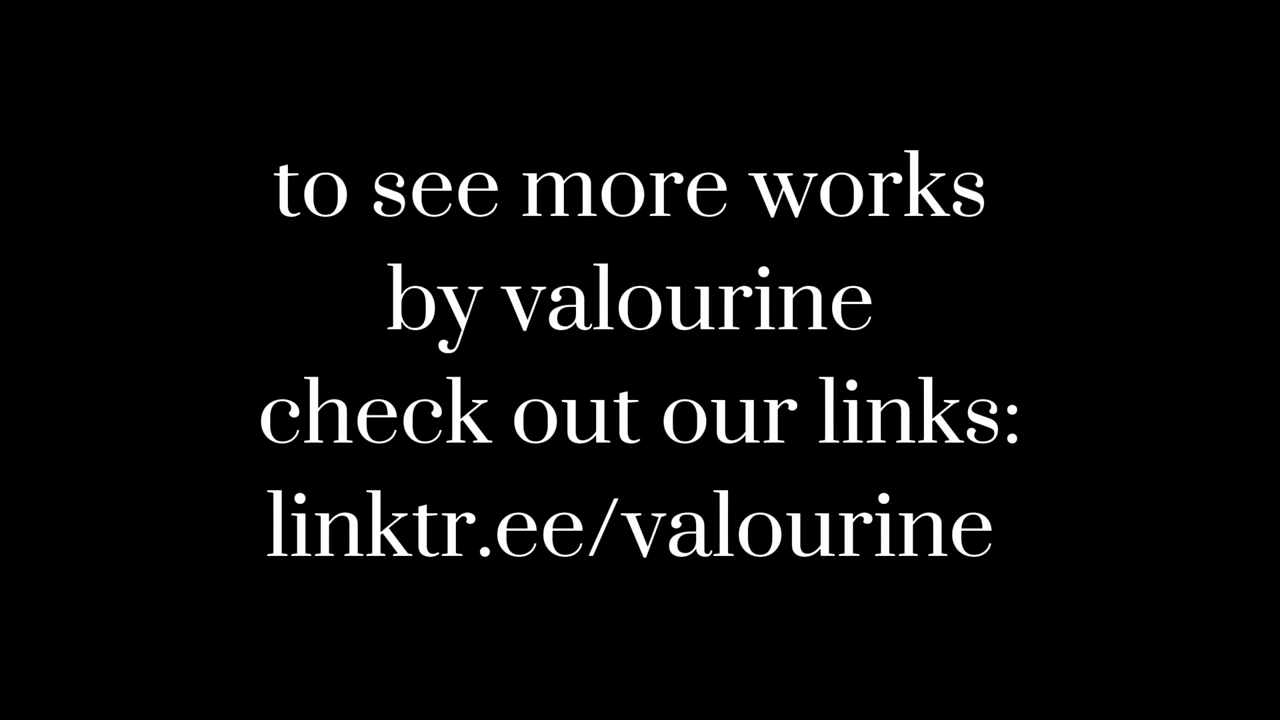 to see more works
by valourine
check out our links:
linktr.ee/valourine